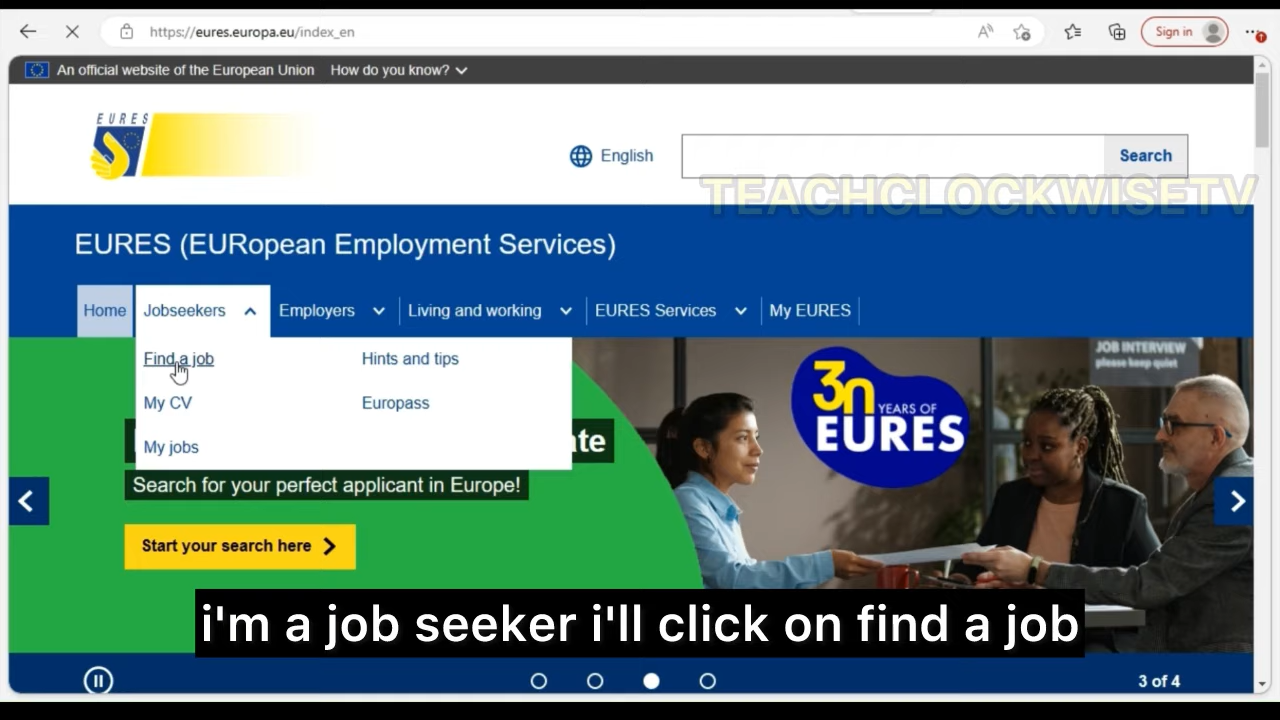 https://eures.europa.eu/index_en
Sign in
An official website of the European Union How do you know?
EURES
English
Search
TEACHCLOCKWISETV
EURES (EURopean Employment Services)
Home Jobseekers Employers Living and working EURES Services My EURES
Find a job Hints and tips
My CV Europass
My jobs
JOB INTERVIEW
please keep quiet
30 YEARS OF
EURES
Search for your perfect applicant in Europe!
Start your search here
i'm a job seeker i'll click on find a job
3 of 4